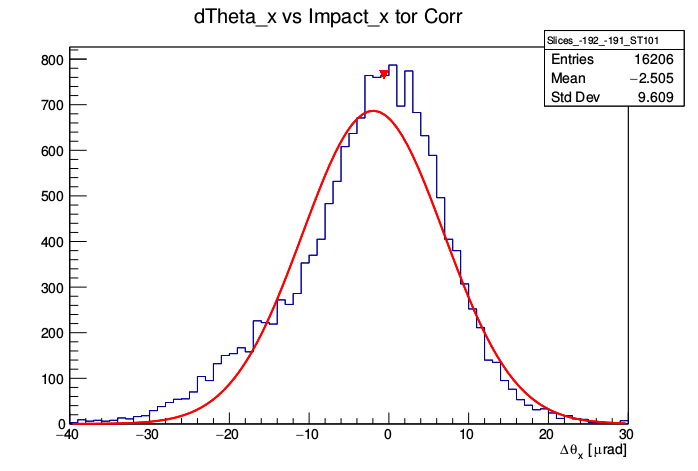 dTheta_x vs Impact_x tor Corr
Slices_-192_-191_ST101
Entries 16206
Mean −2.505
Std Dev 9.609
800
700
600
500
400
300
200
100
0
−40 −30 −20 −10 0 10 20 30
Δθx [μrad]